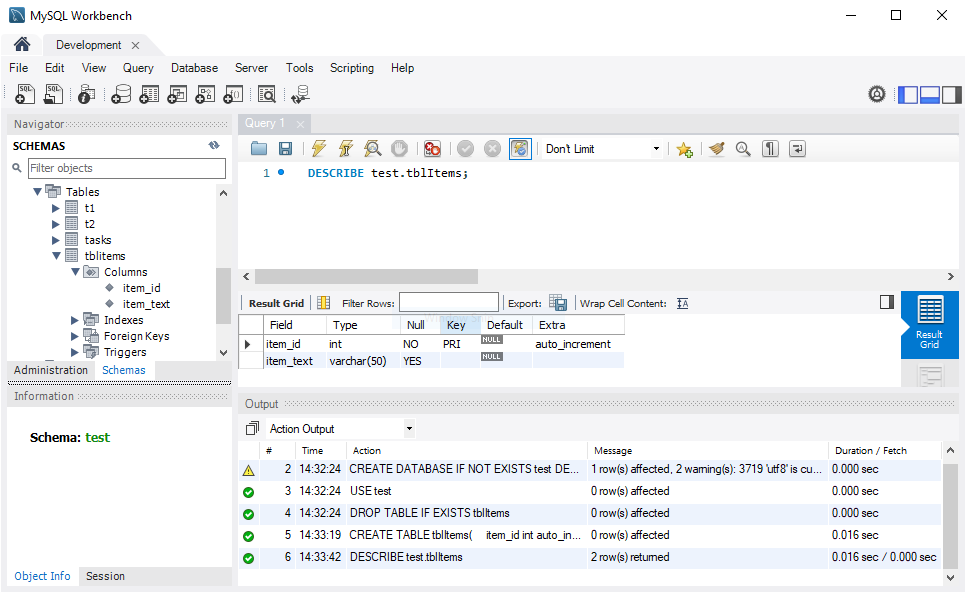 MySQL Workbench
Development
File Edit View Query Database Server Tools Scripting Help
SQL SQL
Navigator
SCHEMAS
Filter objects
Tables
t1
t2
tasks
tblitems
Columns
item_id
item_text
Indexes
Foreign Keys
Triggers
Administration Schemas
Information
Schema: test
Object Info Session
Query 1
Don't Limit
1 DESCRIBE test.tblItems;
Result Grid Filter Rows: Export: Wrap Cell Content: IA
Field Type Null Key Default Extra
item_id int NO PRI NULL auto_increment
item_text varchar(50) YES NULL
Result
Grid
Output
Action Output
# Time Action Message Duration / Fetch
2 14:32:24 CREATE DATABASE IF NOT EXISTS test DE... 1 row(s) affected, 2 warning(s): 3719 'utf8' is cu... 0.000 sec
3 14:32:24 USE test 0 row(s) affected 0.000 sec
4 14:32:24 DROP TABLE IF EXISTS tblItems 0 row(s) affected 0.000 sec
5 14:33:19 CREATE TABLE tblItems( item_id int auto_in... 0 row(s) affected 0.016 sec
6 14:33:42 DESCRIBE test.tblItems 2 row(s) returned 0.016 sec / 0.000 sec